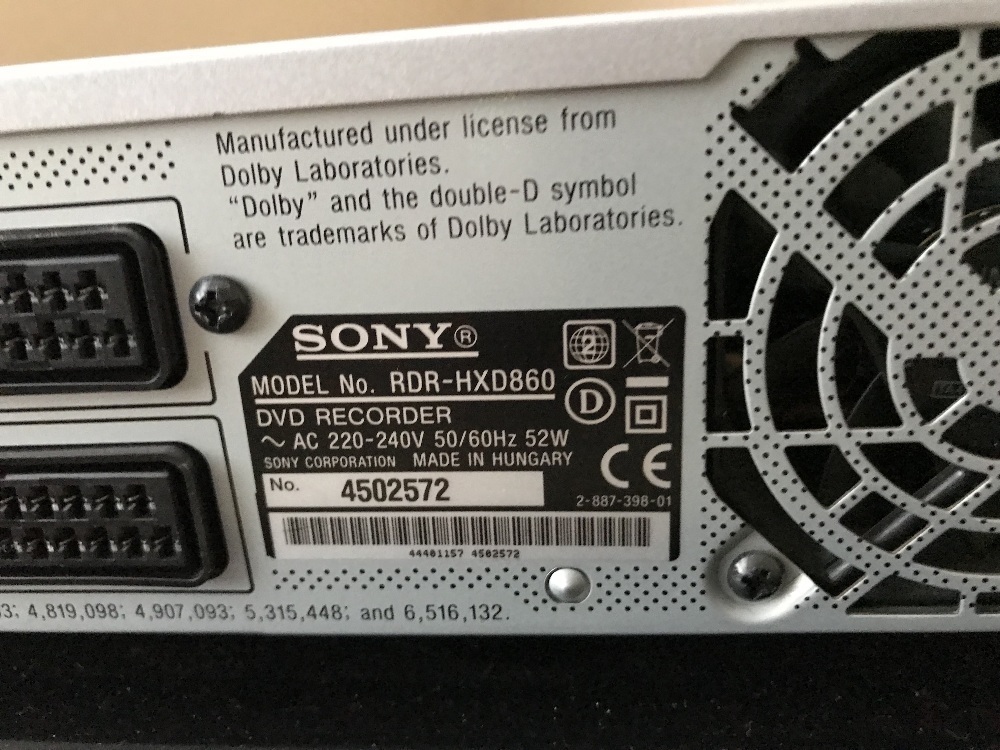 Manufactured under license from
Dolby Laboratories.
“Dolby” and the double-D symbol
are trademarks of Dolby Laboratories.
SONY®
2
MODEL No. RDR-HXD860
D
DVD RECORDER
~ AC 220-240V 50/60Hz 52W
SONY CORPORATION MADE IN HUNGARY
CE
No. 4502572
2-887-398-01
44401157 4502572
4,819,098; 4,907,093; 5,315,448; and 6,516,132.